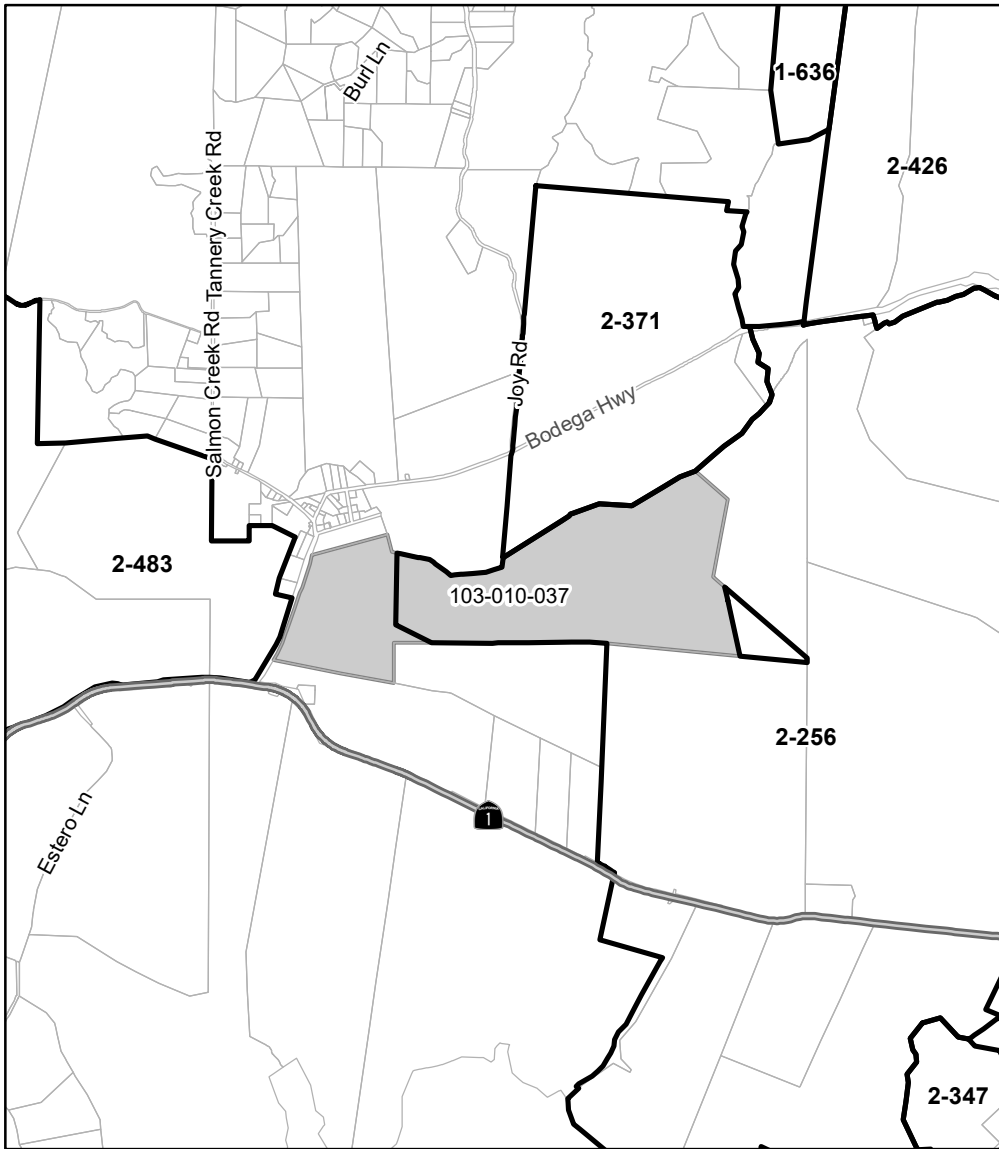 Burl Ln
1-636
2-426
Salmon Creek Rd
Tannery Creek Rd
2-371
Joy Rd
Bodega Hwy
2-483
103-010-037
2-256
CALIFORNIA
1
Estero Ln
2-347